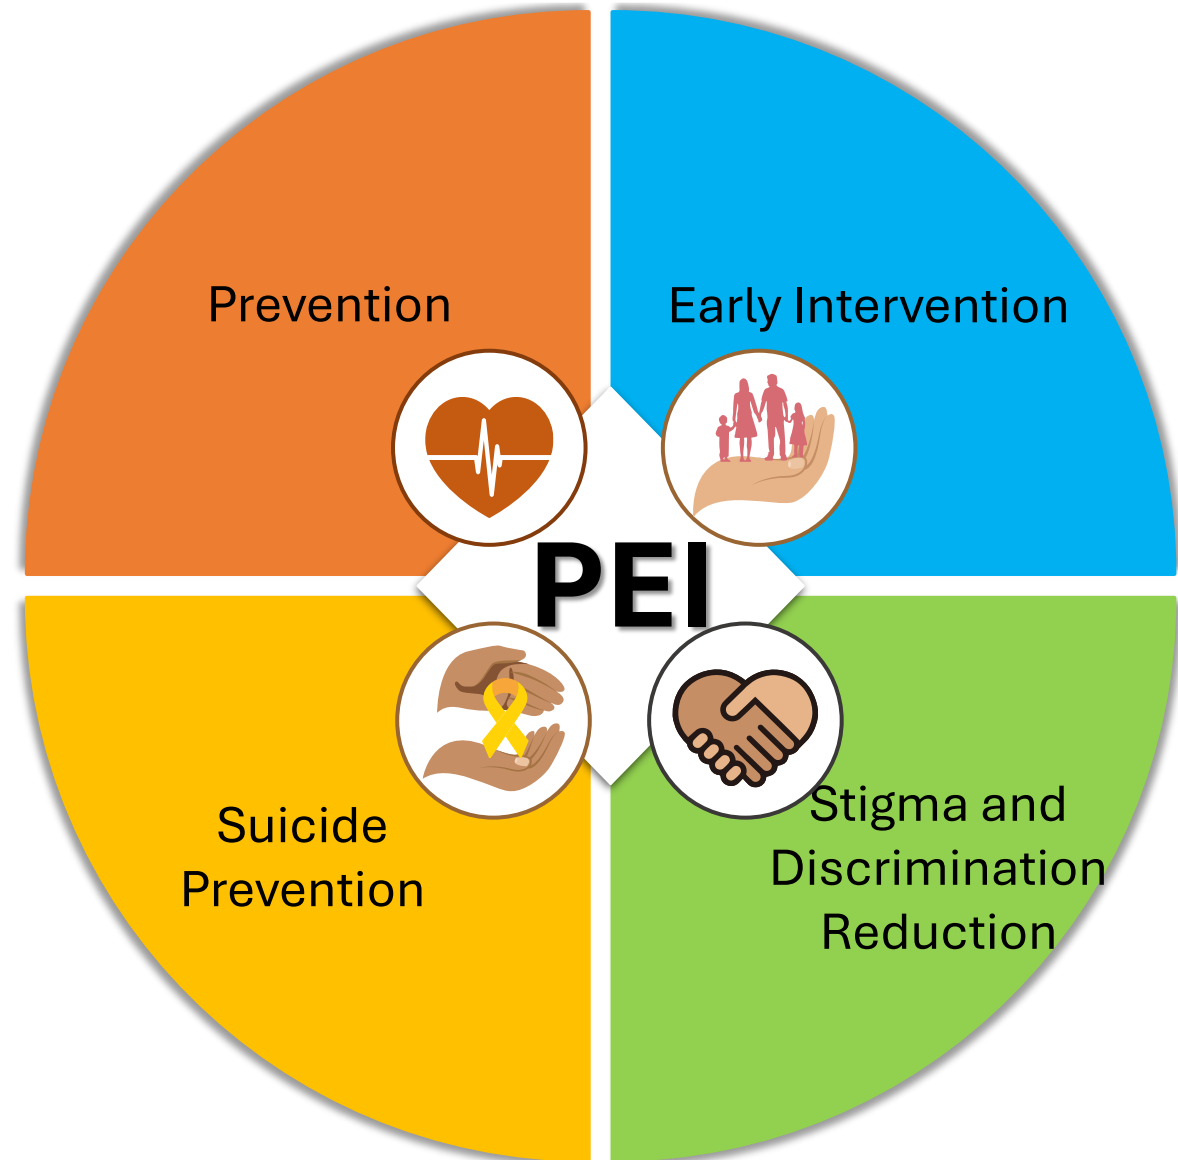 Prevention
Early Intervention
PEI
Suicide
Prevention
Stigma and
Discrimination
Reduction